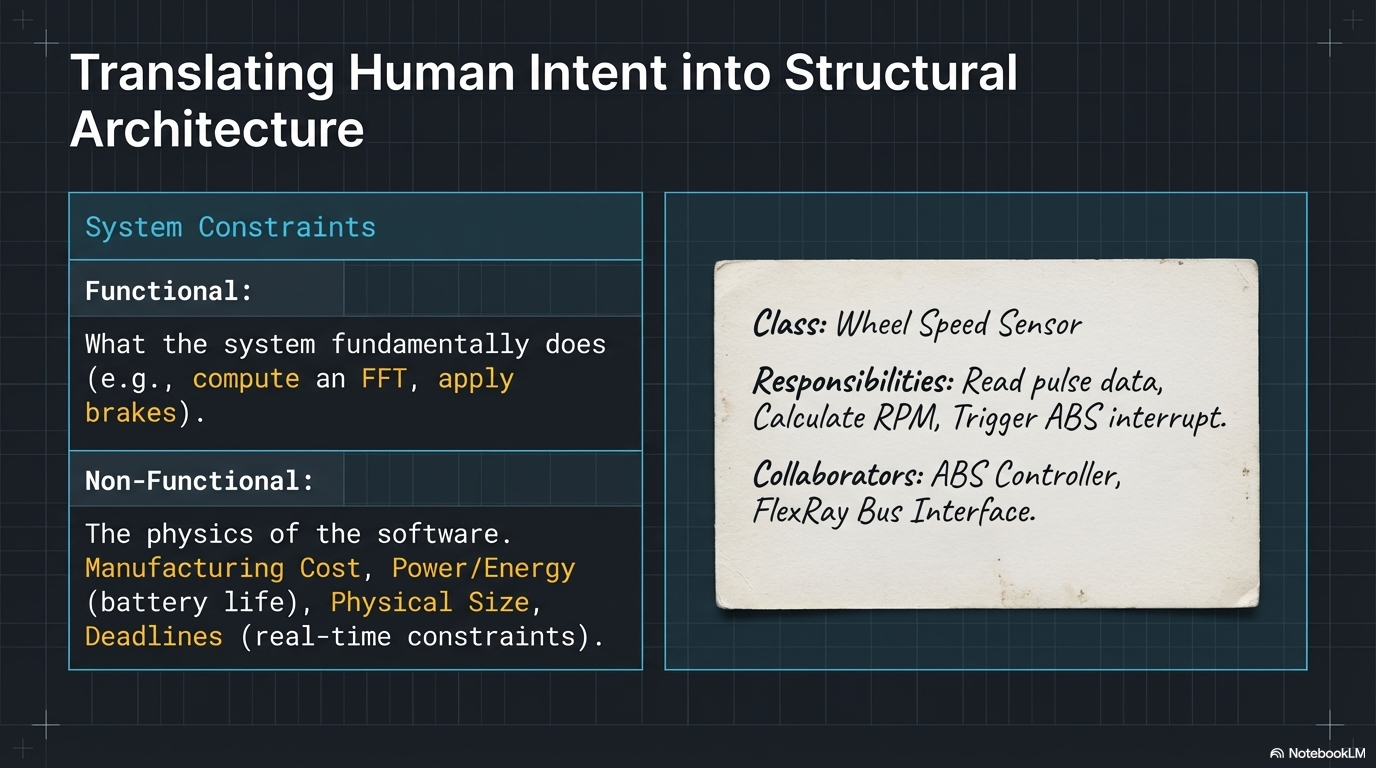 Translating Human Intent into Structural
Architecture
System Constraints
Functional:
What the system fundamentally does
(e.g., compute an FFT, apply
brakes).
Non-Functional:
The physics of the software.
Manufacturing Cost, Power/Energy
(battery life), Physical Size,
Deadlines (real-time constraints).
Class: Wheel Speed Sensor
Responsibilities: Read pulse data,
Calculate RPM, Trigger ABS interrupt.
Collaborators: ABS Controller,
FlexRay Bus Interface.
NotebookLM